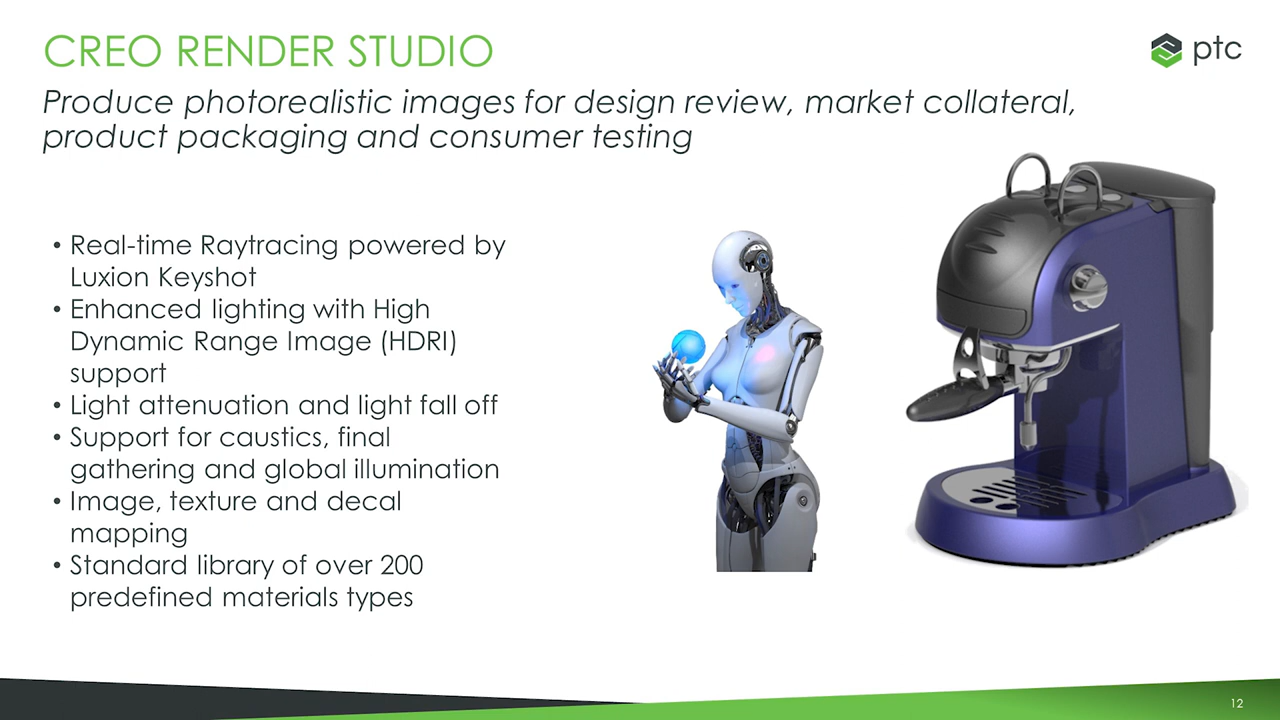 CREO RENDER STUDIO
ptc
Produce photorealistic images for design review, market collateral,
product packaging and consumer testing
• Real-time Raytracing powered by
Luxion Keyshot
• Enhanced lighting with High
Dynamic Range Image (HDRI)
support
• Light attenuation and light fall off
• Support for caustics, final
gathering and global illumination
• Image, texture and decal
mapping
• Standard library of over 200
predefined materials types
12